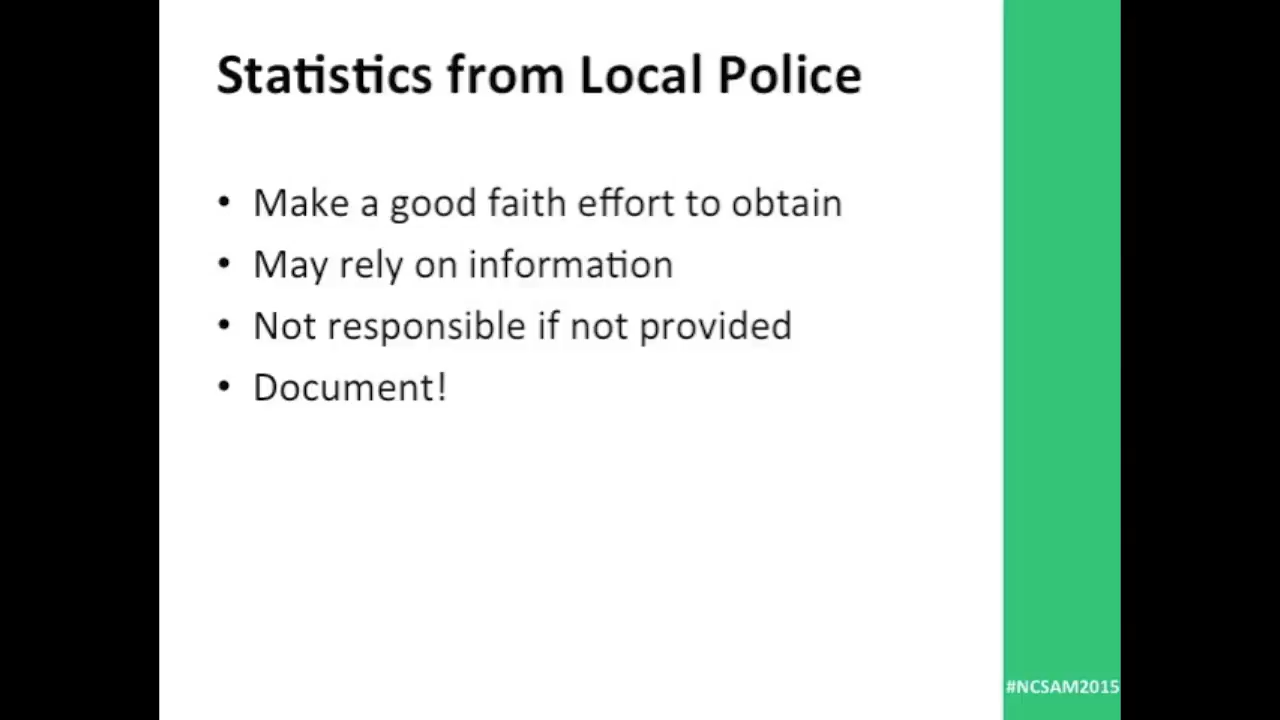 Statistics from Local Police
• Make a good faith effort to obtain
• May rely on information
• Not responsible if not provided
• Document!
#NCSAM2015